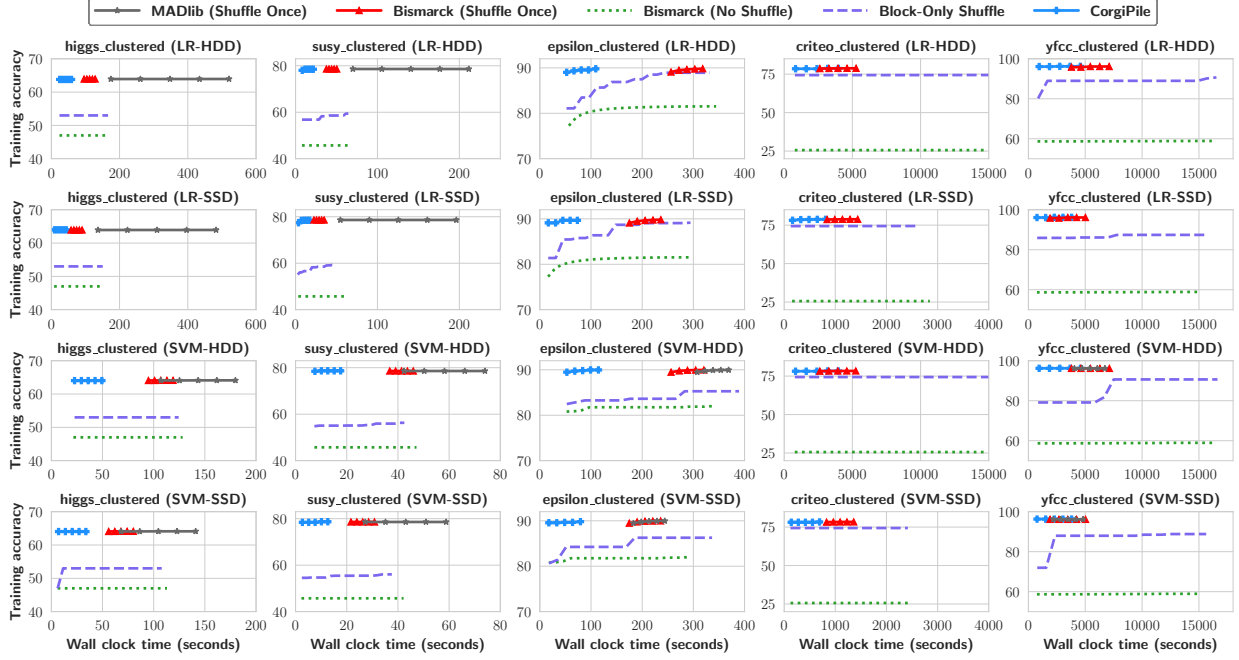 MADlib (Shuffle Once) Bismarck (Shuffle Once) Bismarck (No Shuffle) Block-Only Shuffle CorgiPile
higgs_clustered (LR-HDD) susy_clustered (LR-HDD) epsilon_clustered (LR-HDD) criteo_clustered (LR-HDD) yfcc_clustered (LR-HDD)
Training accuracy
70 60 50 40
0 200 400 600
80 60 40
0 100 200
90 80 70
0 100 200 300 400
75 50 25
0 5000 10000 15000
100 80 60
0 5000 10000 15000
higgs_clustered (LR-SSD) susy_clustered (LR-SSD) epsilon_clustered (LR-SSD) criteo_clustered (LR-SSD) yfcc_clustered (LR-SSD)
Training accuracy
70 60 50 40
0 200 400 600
80 60 40
0 100 200
90 80 70
0 100 200 300 400
75 50 25
0 1000 2000 3000 4000
100 80 60
0 5000 10000 15000
higgs_clustered (SVM-HDD) susy_clustered (SVM-HDD) epsilon_clustered (SVM-HDD) criteo_clustered (SVM-HDD) yfcc_clustered (SVM-HDD)
Training accuracy
70 60 50 40
0 50 100 150 200
80 60 40
0 20 40 60 80
90 80 70
0 100 200 300 400
75 50 25
0 5000 10000 15000
100 80 60
0 5000 10000 15000
higgs_clustered (SVM-SSD) susy_clustered (SVM-SSD) epsilon_clustered (SVM-SSD) criteo_clustered (SVM-SSD) yfcc_clustered (SVM-SSD)
Training accuracy
70 60 50 40
0 50 100 150 200
80 60 40
0 20 40 60 80
90 80 70
0 100 200 300 400
75 50 25
0 1000 2000 3000 4000
100 80 60
0 5000 10000 15000
Wall clock time (seconds) Wall clock time (seconds) Wall clock time (seconds) Wall clock time (seconds) Wall clock time (seconds)